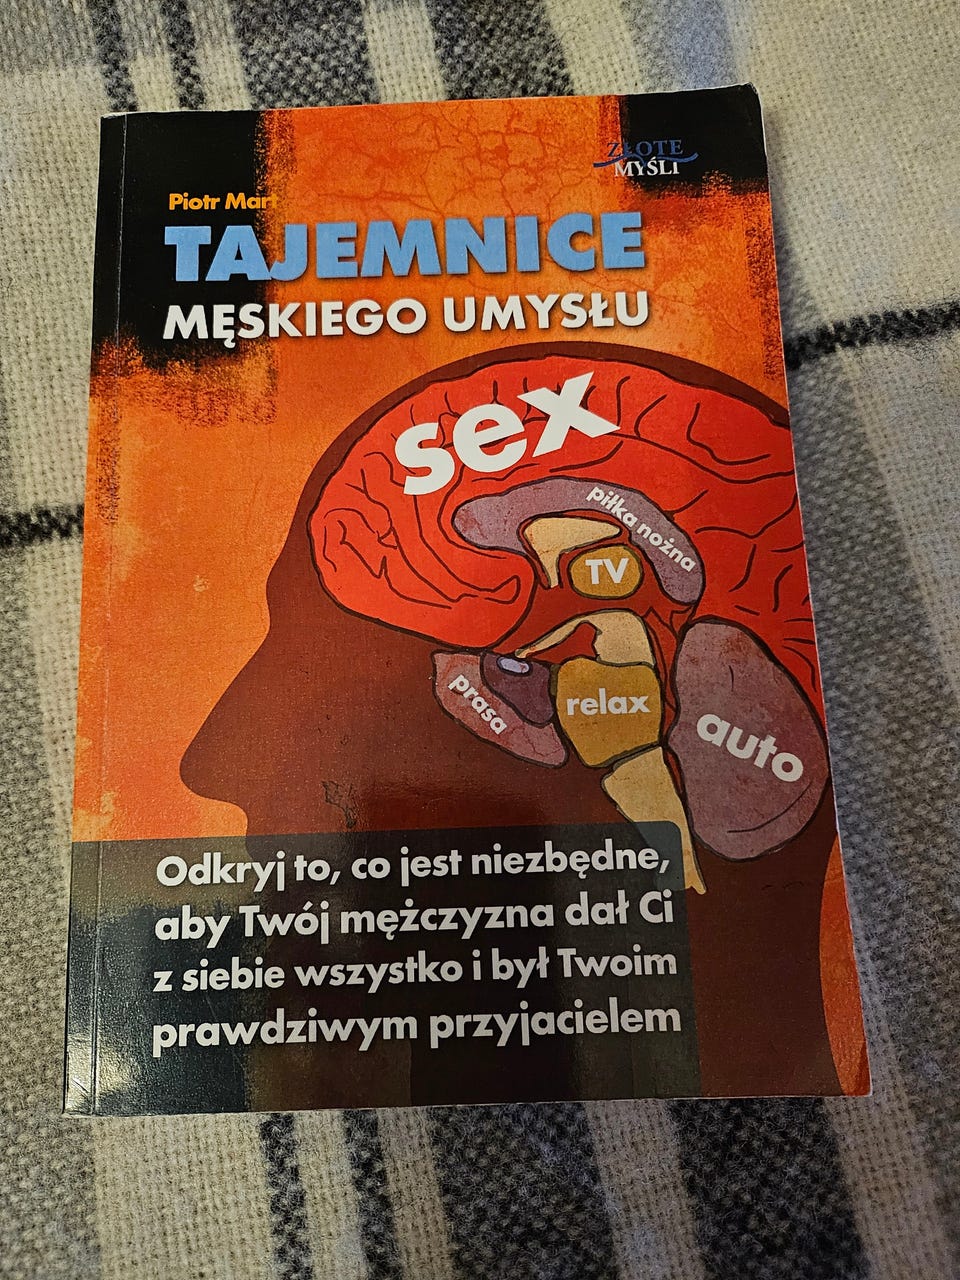 ZŁOTE
MYŚLI
Piotr Mart
TAJEMNICE
MĘSKIEGO UMYSŁU
sex
piłka nożna
TV
prasa
relax
auto
Odkryj to, co jest niezbędne,
aby Twój mężczyzna dał Ci
z siebie wszystko i był Twoim
prawdziwym przyjacielem